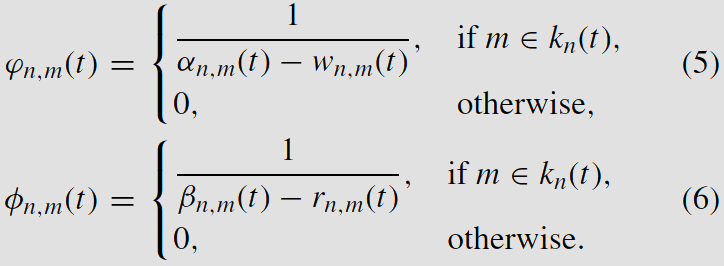 φn,m(t) = { 1 / (αn,m(t) − wn,m(t)), if m ∈ kn(t), (5)
0, otherwise,
ϕn,m(t) = { 1 / (βn,m(t) − rn,m(t)), if m ∈ kn(t), (6)
0, otherwise.